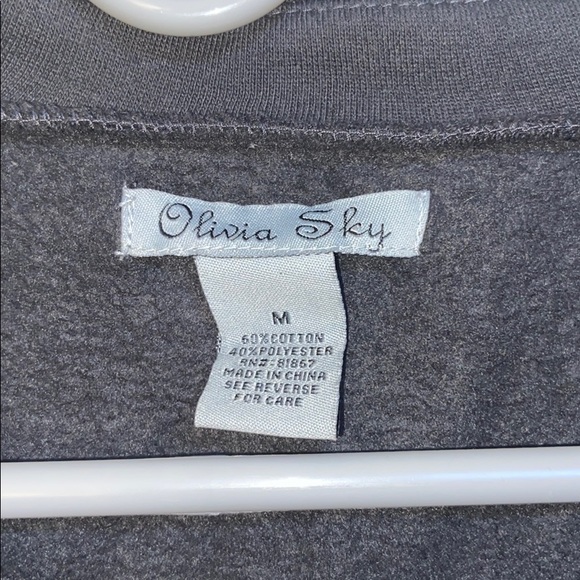 Olivia Sky
M
60%COTTON
40%POLYESTER
RN#:81867
MADE IN CHINA
SEE REVERSE
FOR CARE